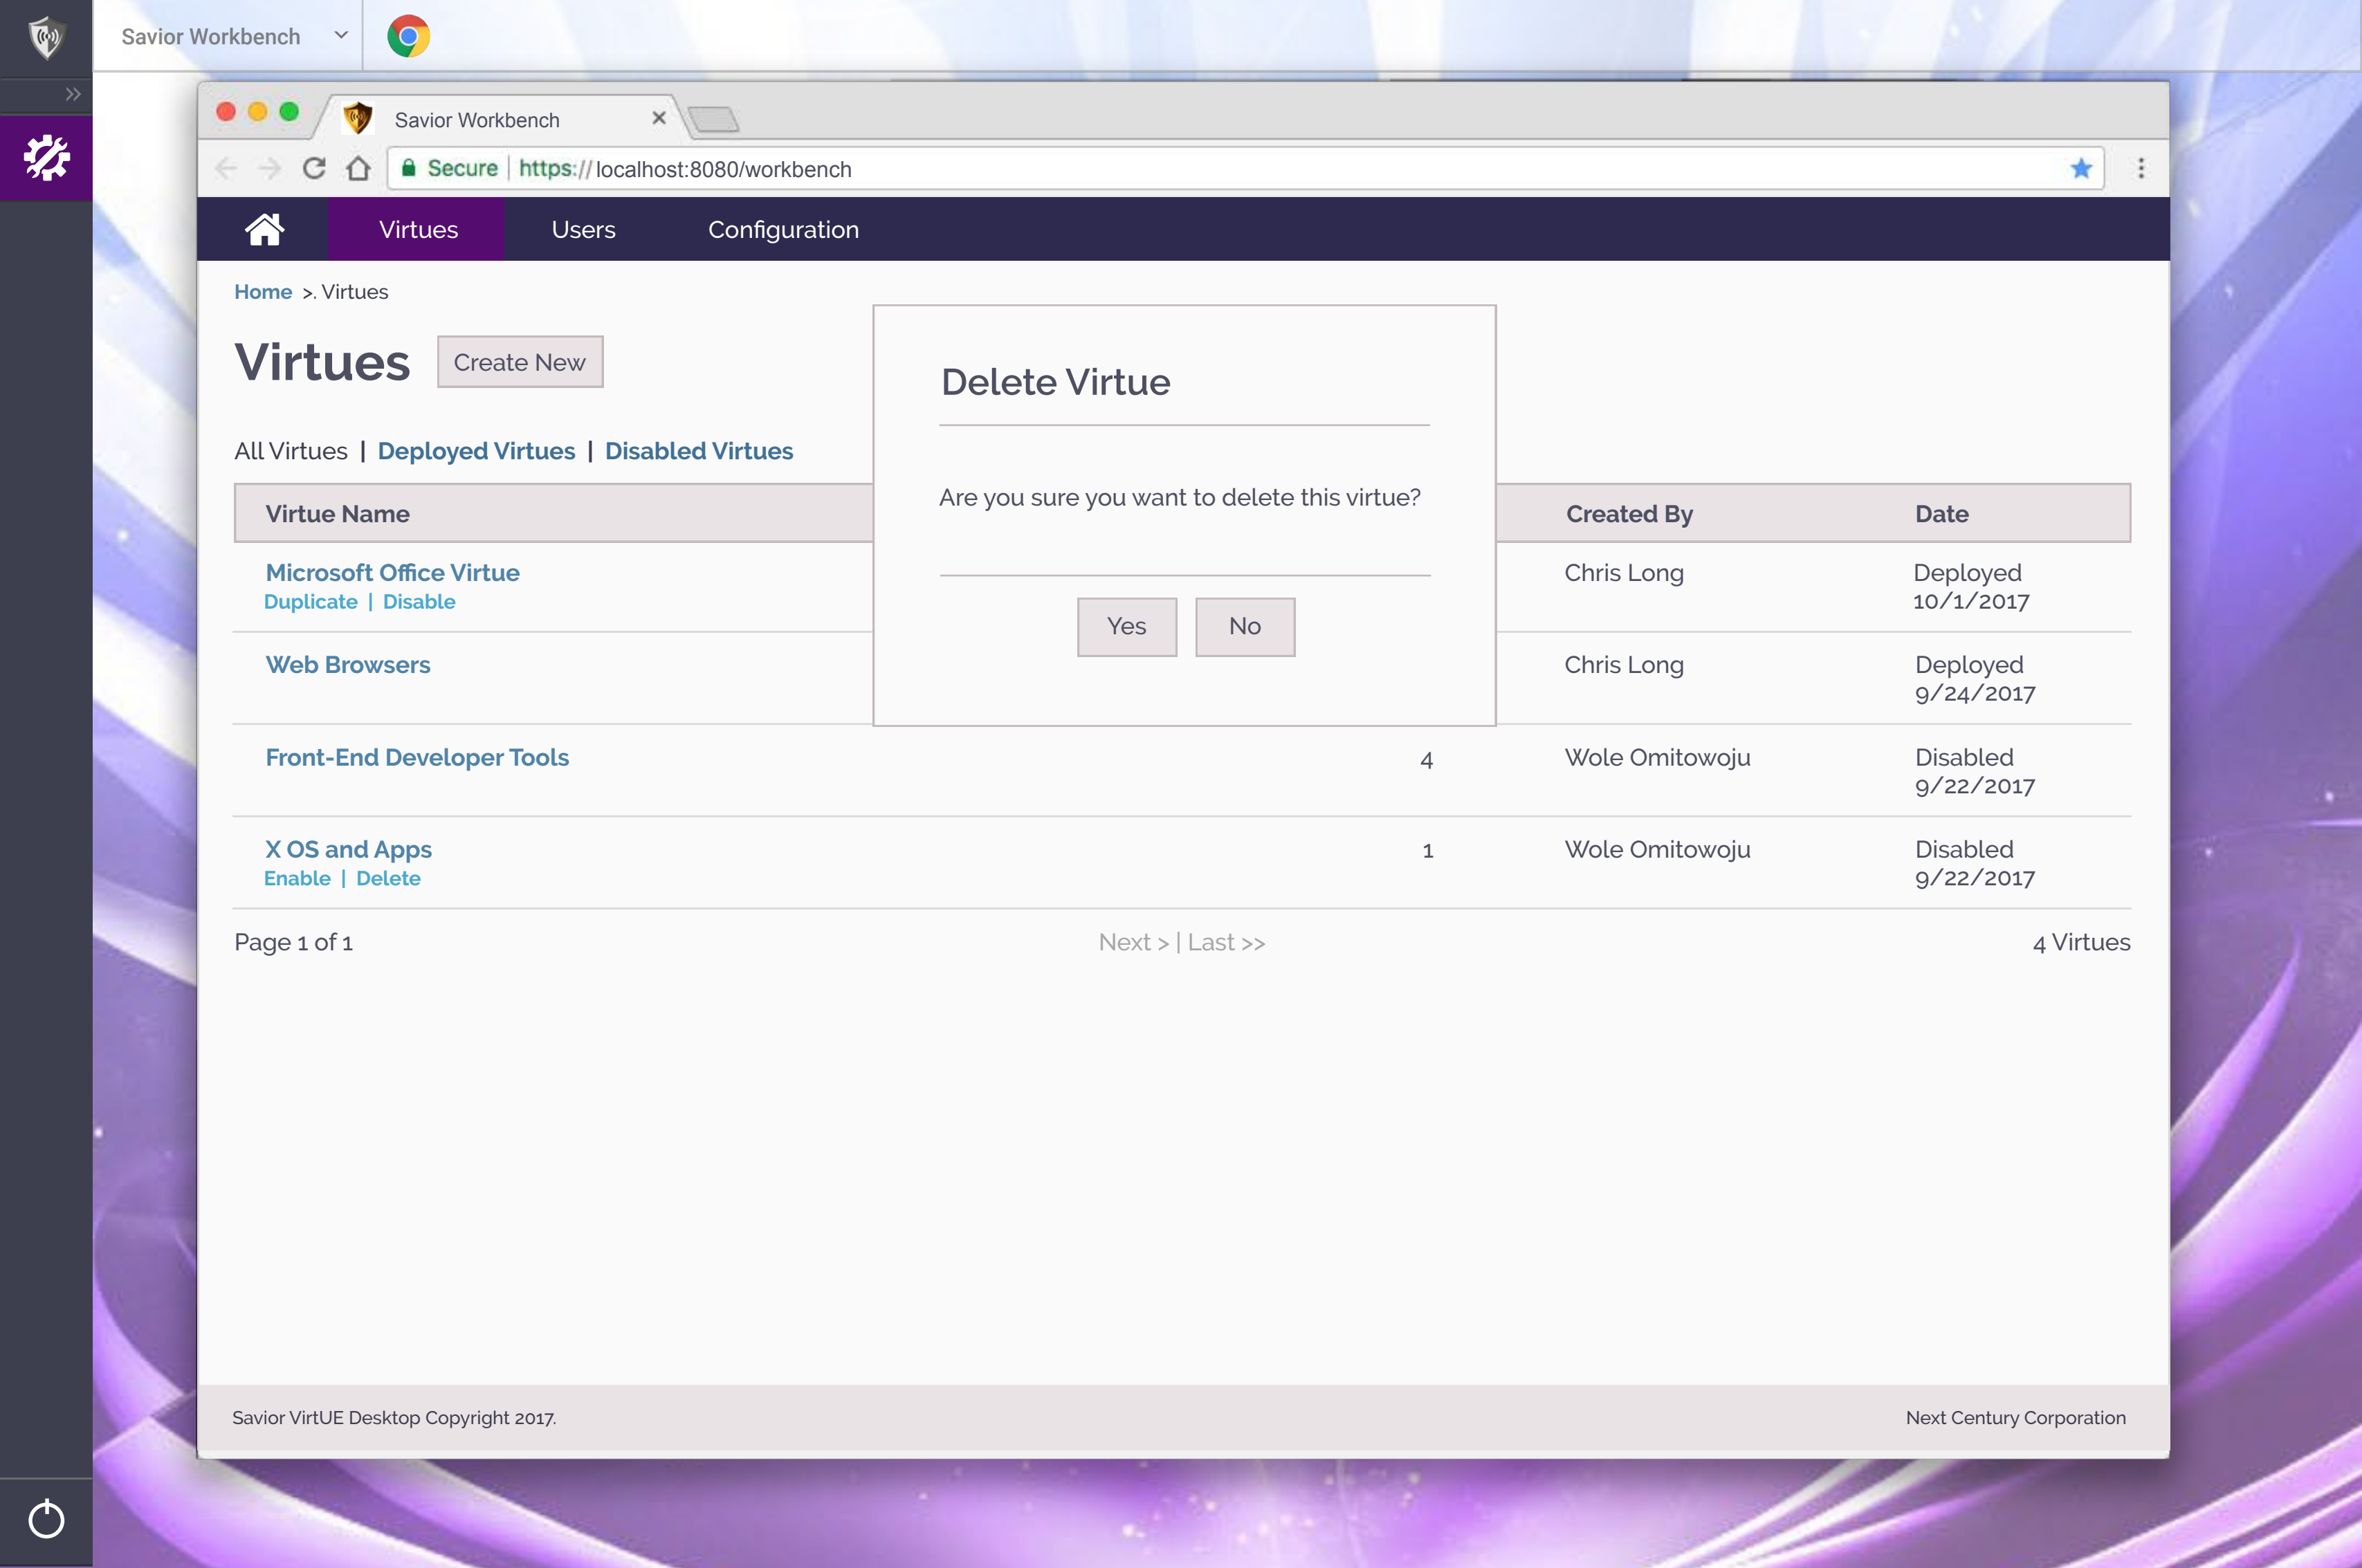 Savior Workbench
Savior Workbench
Secure https://localhost:8080/workbench
Virtues Users Configuration
Home >. Virtues
Virtues Create New
All Virtues | Deployed Virtues | Disabled Virtues
Delete Virtue
Are you sure you want to delete this virtue?
Yes No
Virtue Name Created By Date
Microsoft Office Virtue Chris Long Deployed
Duplicate | Disable 10/1/2017
Web Browsers Chris Long Deployed
9/24/2017
Front-End Developer Tools 4 Wole Omitowoju Disabled
9/22/2017
X OS and Apps 1 Wole Omitowoju Disabled
Enable | Delete 9/22/2017
Page 1 of 1 Next > | Last >> 4 Virtues
Savior VirtUE Desktop Copyright 2017. Next Century Corporation